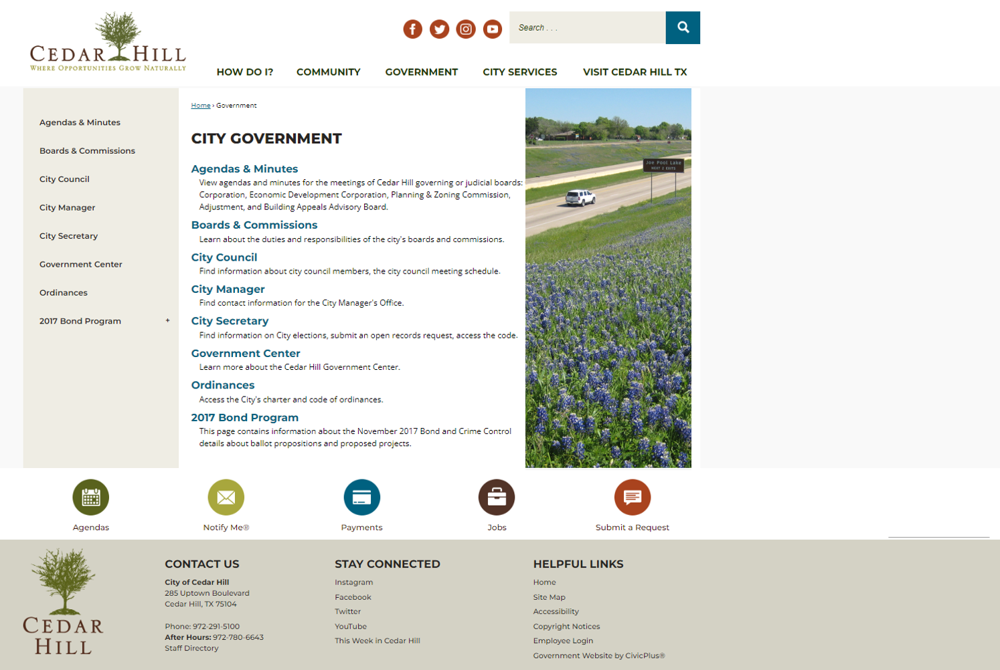 CEDAR HILL
WHERE OPPORTUNITIES GROW NATURALLY
Search . . .
HOW DO I?
COMMUNITY
GOVERNMENT
CITY SERVICES
VISIT CEDAR HILL TX
Agendas & Minutes
Boards & Commissions
City Council
City Manager
City Secretary
Government Center
Ordinances
2017 Bond Program +
Home › Government
CITY GOVERNMENT
Agendas & Minutes
View agendas and minutes for the meetings of Cedar Hill governing or judicial boards:
Corporation, Economic Development Corporation, Planning & Zoning Commission,
Adjustment, and Building Appeals Advisory Board.
Boards & Commissions
Learn about the duties and responsibilities of the city's boards and commissions.
City Council
Find information about city council members, the city council meeting schedule.
City Manager
Find contact information for the City Manager's Office.
City Secretary
Find information on City elections, submit an open records request, access the code.
Government Center
Learn more about the Cedar Hill Government Center.
Ordinances
Access the City's charter and code of ordinances.
2017 Bond Program
This page contains information about the November 2017 Bond and Crime Control
details about ballot propositions and proposed projects.
Joe Pool Lake
NEXT 2 EXITS
Agendas
Notify Me®
Payments
Jobs
Submit a Request
CEDAR
HILL
CONTACT US
City of Cedar Hill
285 Uptown Boulevard
Cedar Hill, TX 75104
Phone: 972-291-5100
After Hours: 972-780-6643
Staff Directory
STAY CONNECTED
Instagram
Facebook
Twitter
YouTube
This Week in Cedar Hill
HELPFUL LINKS
Home
Site Map
Accessibility
Copyright Notices
Employee Login
Government Website by CivicPlus®